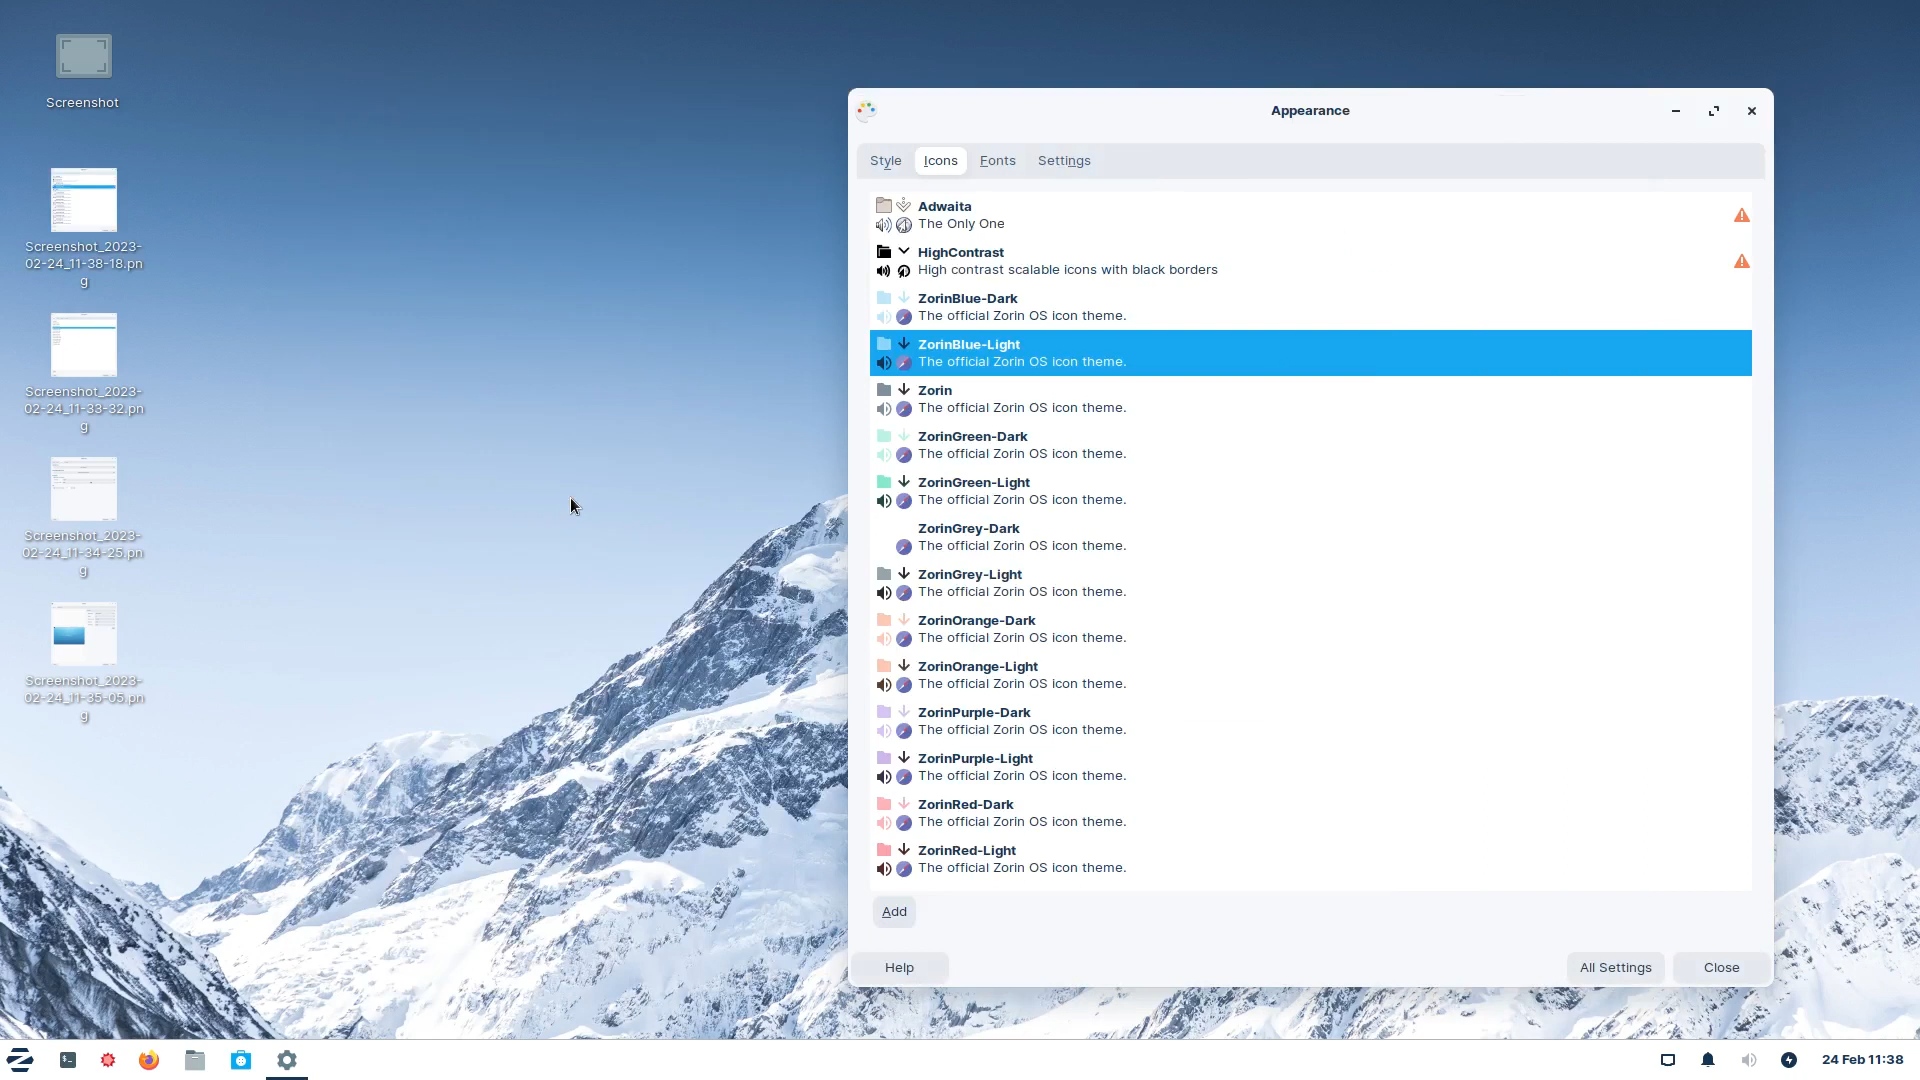 Screenshot
Screenshot_2023-
02-24_11-38-18.pn
g
Screenshot_2023-
02-24_11-33-32.pn
g
Screenshot_2023-
02-24_11-34-25.pn
g
Screenshot_2023-
02-24_11-35-05.pn
g
Appearance
Style Icons Fonts Settings
Adwaita
The Only One
HighContrast
High contrast scalable icons with black borders
ZorinBlue-Dark
The official Zorin OS icon theme.
ZorinBlue-Light
The official Zorin OS icon theme.
Zorin
The official Zorin OS icon theme.
ZorinGreen-Dark
The official Zorin OS icon theme.
ZorinGreen-Light
The official Zorin OS icon theme.
ZorinGrey-Dark
The official Zorin OS icon theme.
ZorinGrey-Light
The official Zorin OS icon theme.
ZorinOrange-Dark
The official Zorin OS icon theme.
ZorinOrange-Light
The official Zorin OS icon theme.
ZorinPurple-Dark
The official Zorin OS icon theme.
ZorinPurple-Light
The official Zorin OS icon theme.
ZorinRed-Dark
The official Zorin OS icon theme.
ZorinRed-Light
The official Zorin OS icon theme.
Add
Help All Settings Close
24 Feb 11:38